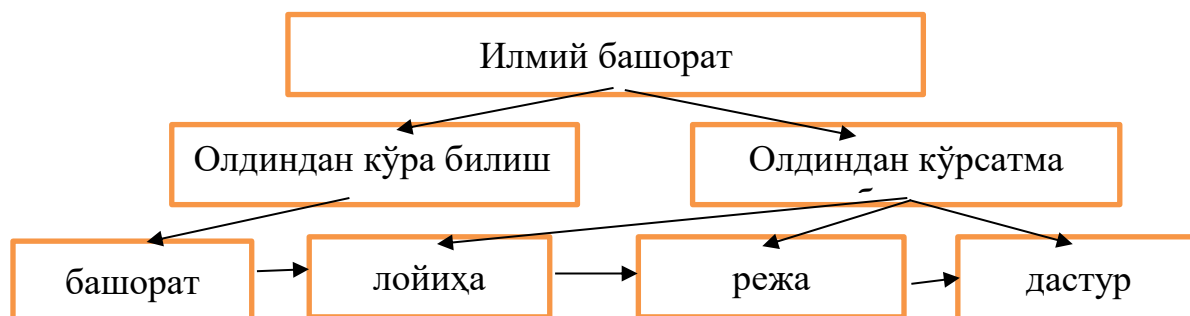 Илмий башорат
Олдиндан кўра билиш
Олдиндан кўрсатма
башорат
лойиҳа
режа
дастур